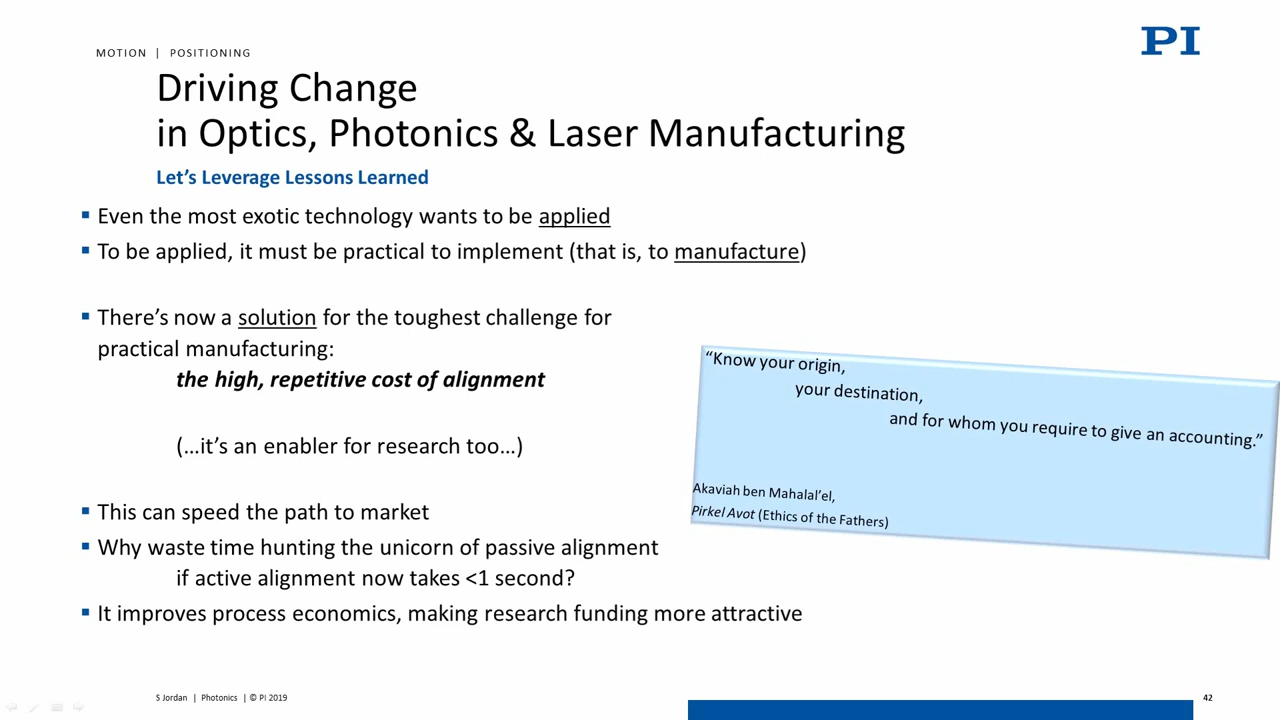 MOTION | POSITIONING
PI
Driving Change
in Optics, Photonics & Laser Manufacturing
Let’s Leverage Lessons Learned
▪ Even the most exotic technology wants to be applied
▪ To be applied, it must be practical to implement (that is, to manufacture)
▪ There’s now a solution for the toughest challenge for
practical manufacturing:
the high, repetitive cost of alignment
(...it’s an enabler for research too...)
▪ This can speed the path to market
▪ Why waste time hunting the unicorn of passive alignment
if active alignment now takes <1 second?
▪ It improves process economics, making research funding more attractive
“Know your origin,
your destination,
and for whom you require to give an accounting.”
Akaviah ben Mahalal’el,
Pirkel Avot (Ethics of the Fathers)
S Jordan | Photonics | © PI 2019
42